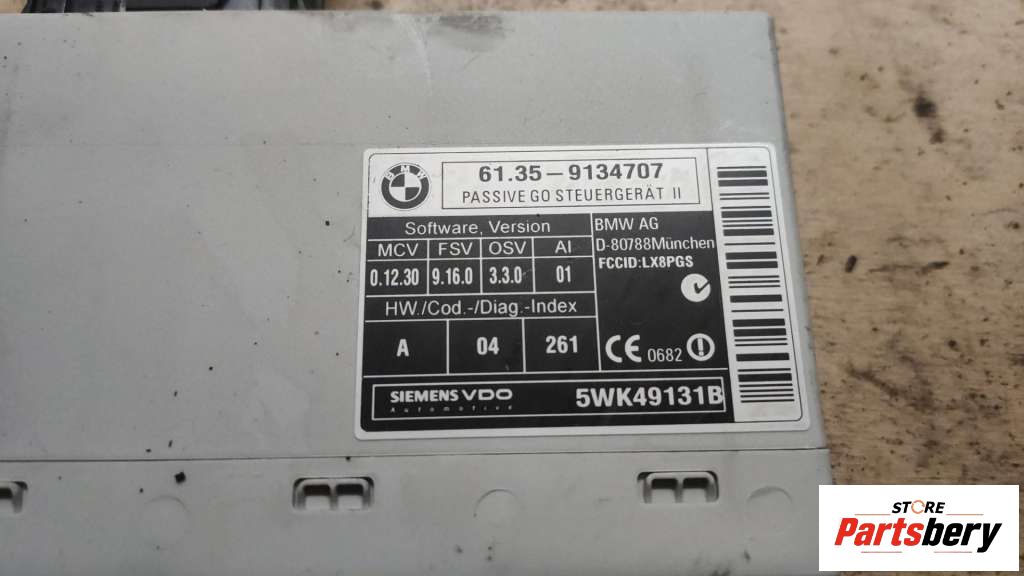 BMW
61.35-9134707
PASSIVE GO STEUERGERÄT II
Software, Version
MCV FSV OSV AI
0.12.30 9.16.0 3.3.0 01
HW./Cod.-/Diag.-Index
A 04 261
BMW AG
D-80788München
FCCID:LX8PGS
CE 0682
SIEMENS VDO
Automotive
5WK49131B
STORE
Partsbery